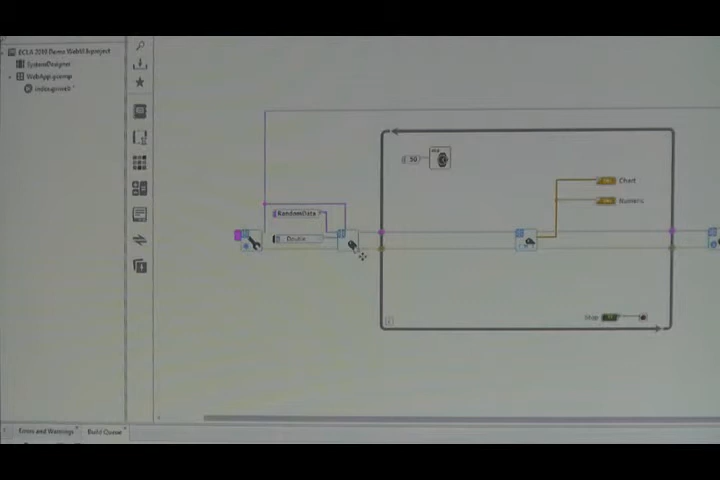 ECLA 2019 Demo WebVI.lvproject
SystemDesigner
WebApp.gcomp
index.gviweb *
50
Chart
RandomData
Numeric
Double
Stop
i
Errors and Warnings
Build Queue